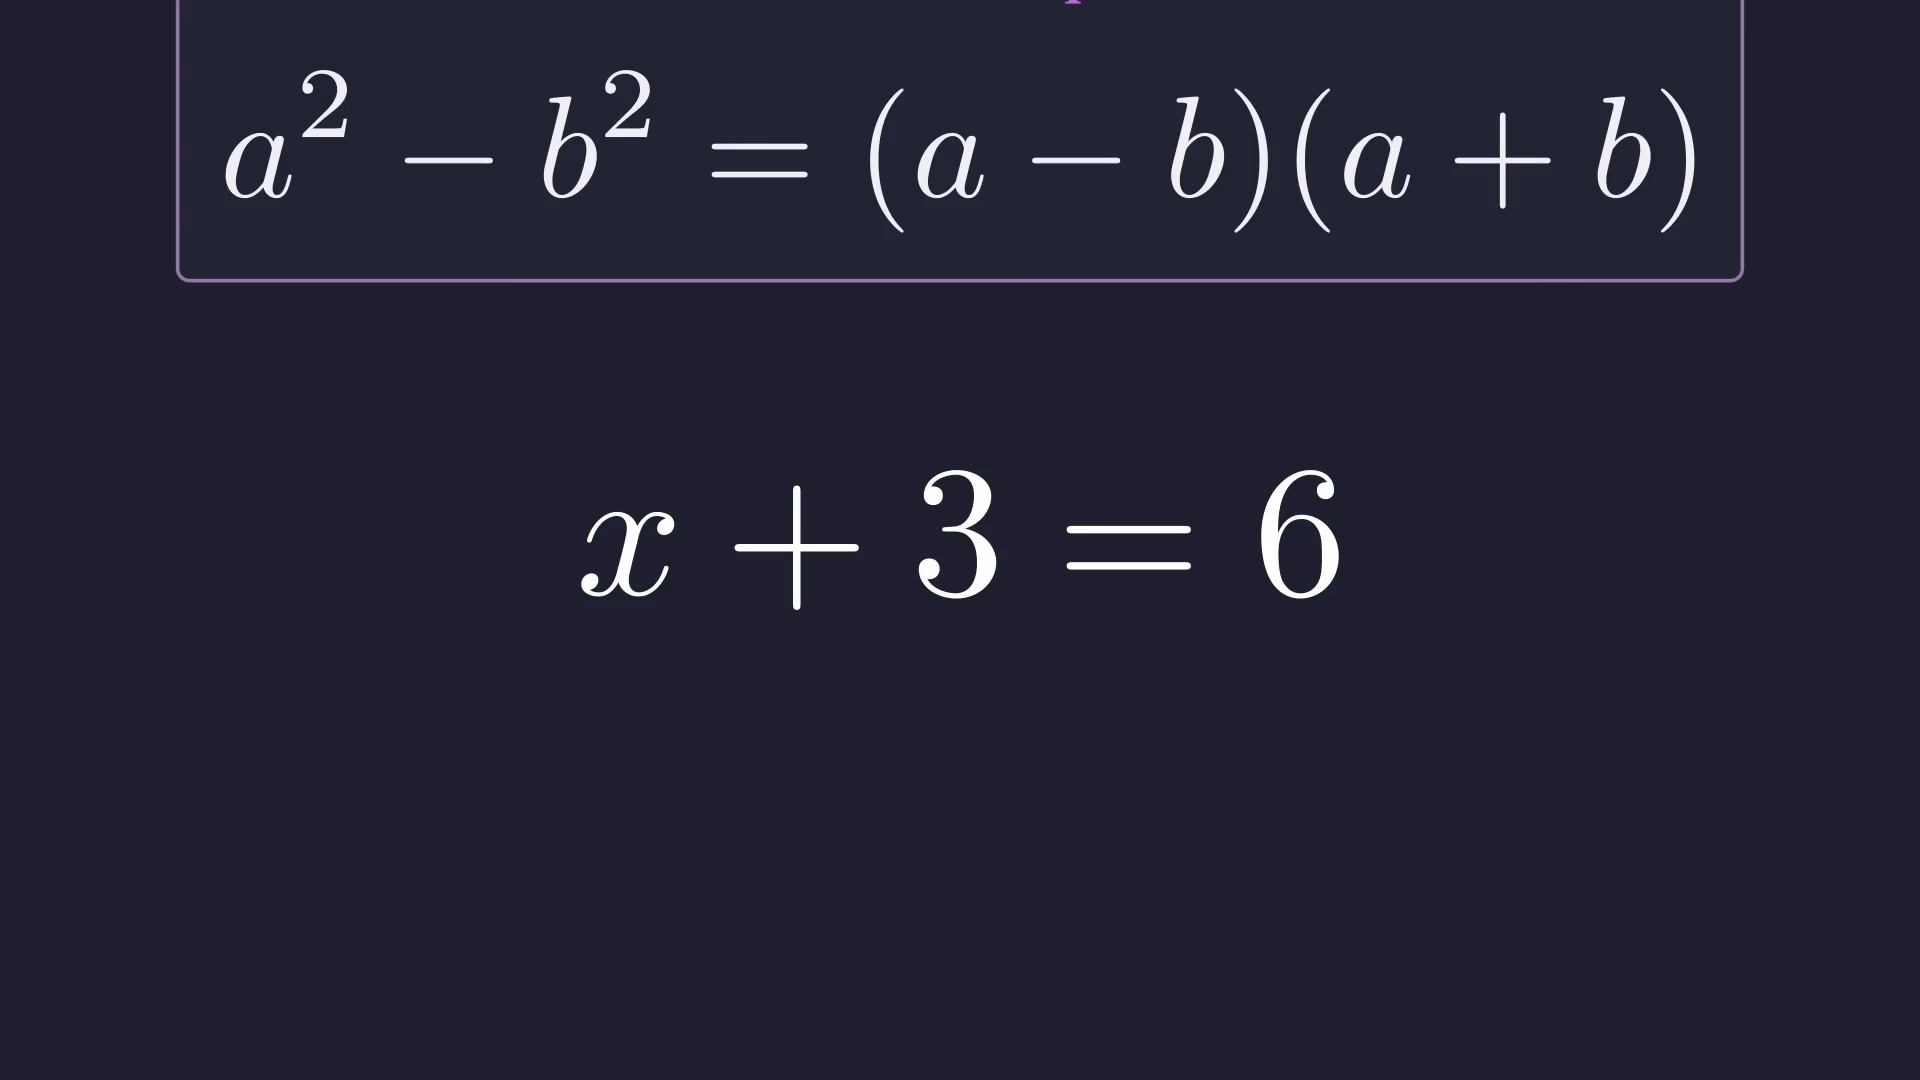 a² − b² = (a − b)(a + b)
x + 3 = 6